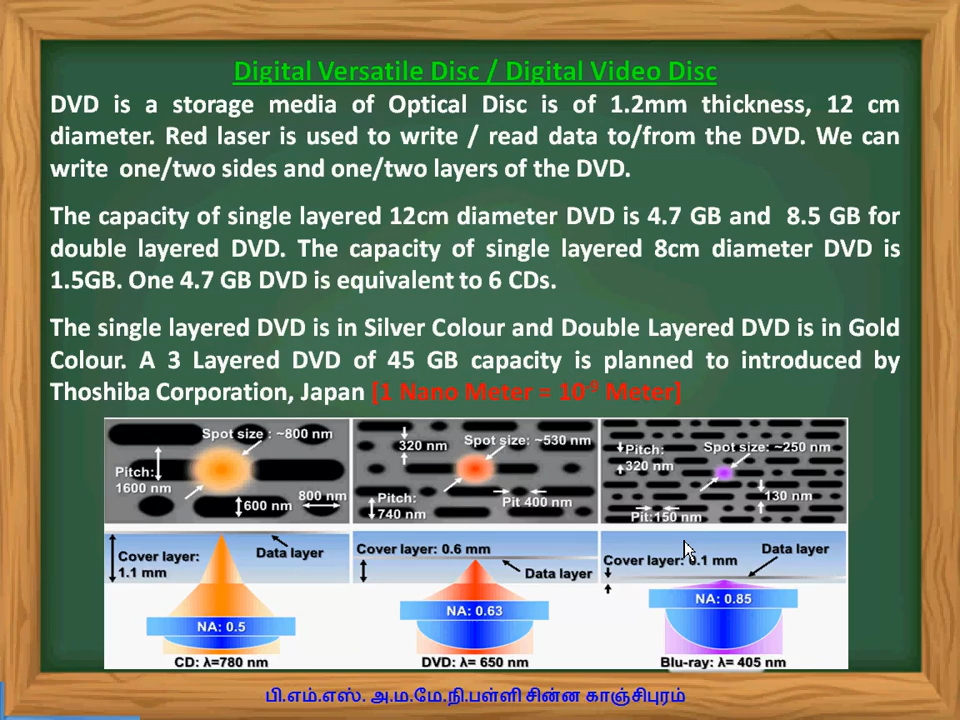 Digital Versatile Disc / Digital Video Disc
DVD is a storage media of Optical Disc is of 1.2mm thickness, 12 cm
diameter. Red laser is used to write / read data to/from the DVD. We can
write one/two sides and one/two layers of the DVD.
The capacity of single layered 12cm diameter DVD is 4.7 GB and 8.5 GB for
double layered DVD. The capacity of single layered 8cm diameter DVD is
1.5GB. One 4.7 GB DVD is equivalent to 6 CDs.
The single layered DVD is in Silver Colour and Double Layered DVD is in Gold
Colour. A 3 Layered DVD of 45 GB capacity is planned to introduced by
Thoshiba Corporation, Japan [1 Nano Meter = 10⁻⁹ Meter]
Spot size : ~800 nm
Pitch:
1600 nm
600 nm
800 nm
320 nm
Spot size: ~530 nm
Pitch:
740 nm
Pit 400 nm
Pitch:
320 nm
Spot size: ~250 nm
130 nm
Pit:150 nm
Cover layer:
1.1 mm
Data layer
NA: 0.5
CD: λ=780 nm
Cover layer: 0.6 mm
Data layer
NA: 0.63
DVD: λ= 650 nm
Cover layer: 0.1 mm
Data layer
NA: 0.85
Blu-ray: λ= 405 nm
பி.எம்.எஸ். அ.ம.மே.நி.பள்ளி சின்ன காஞ்சிபுரம்